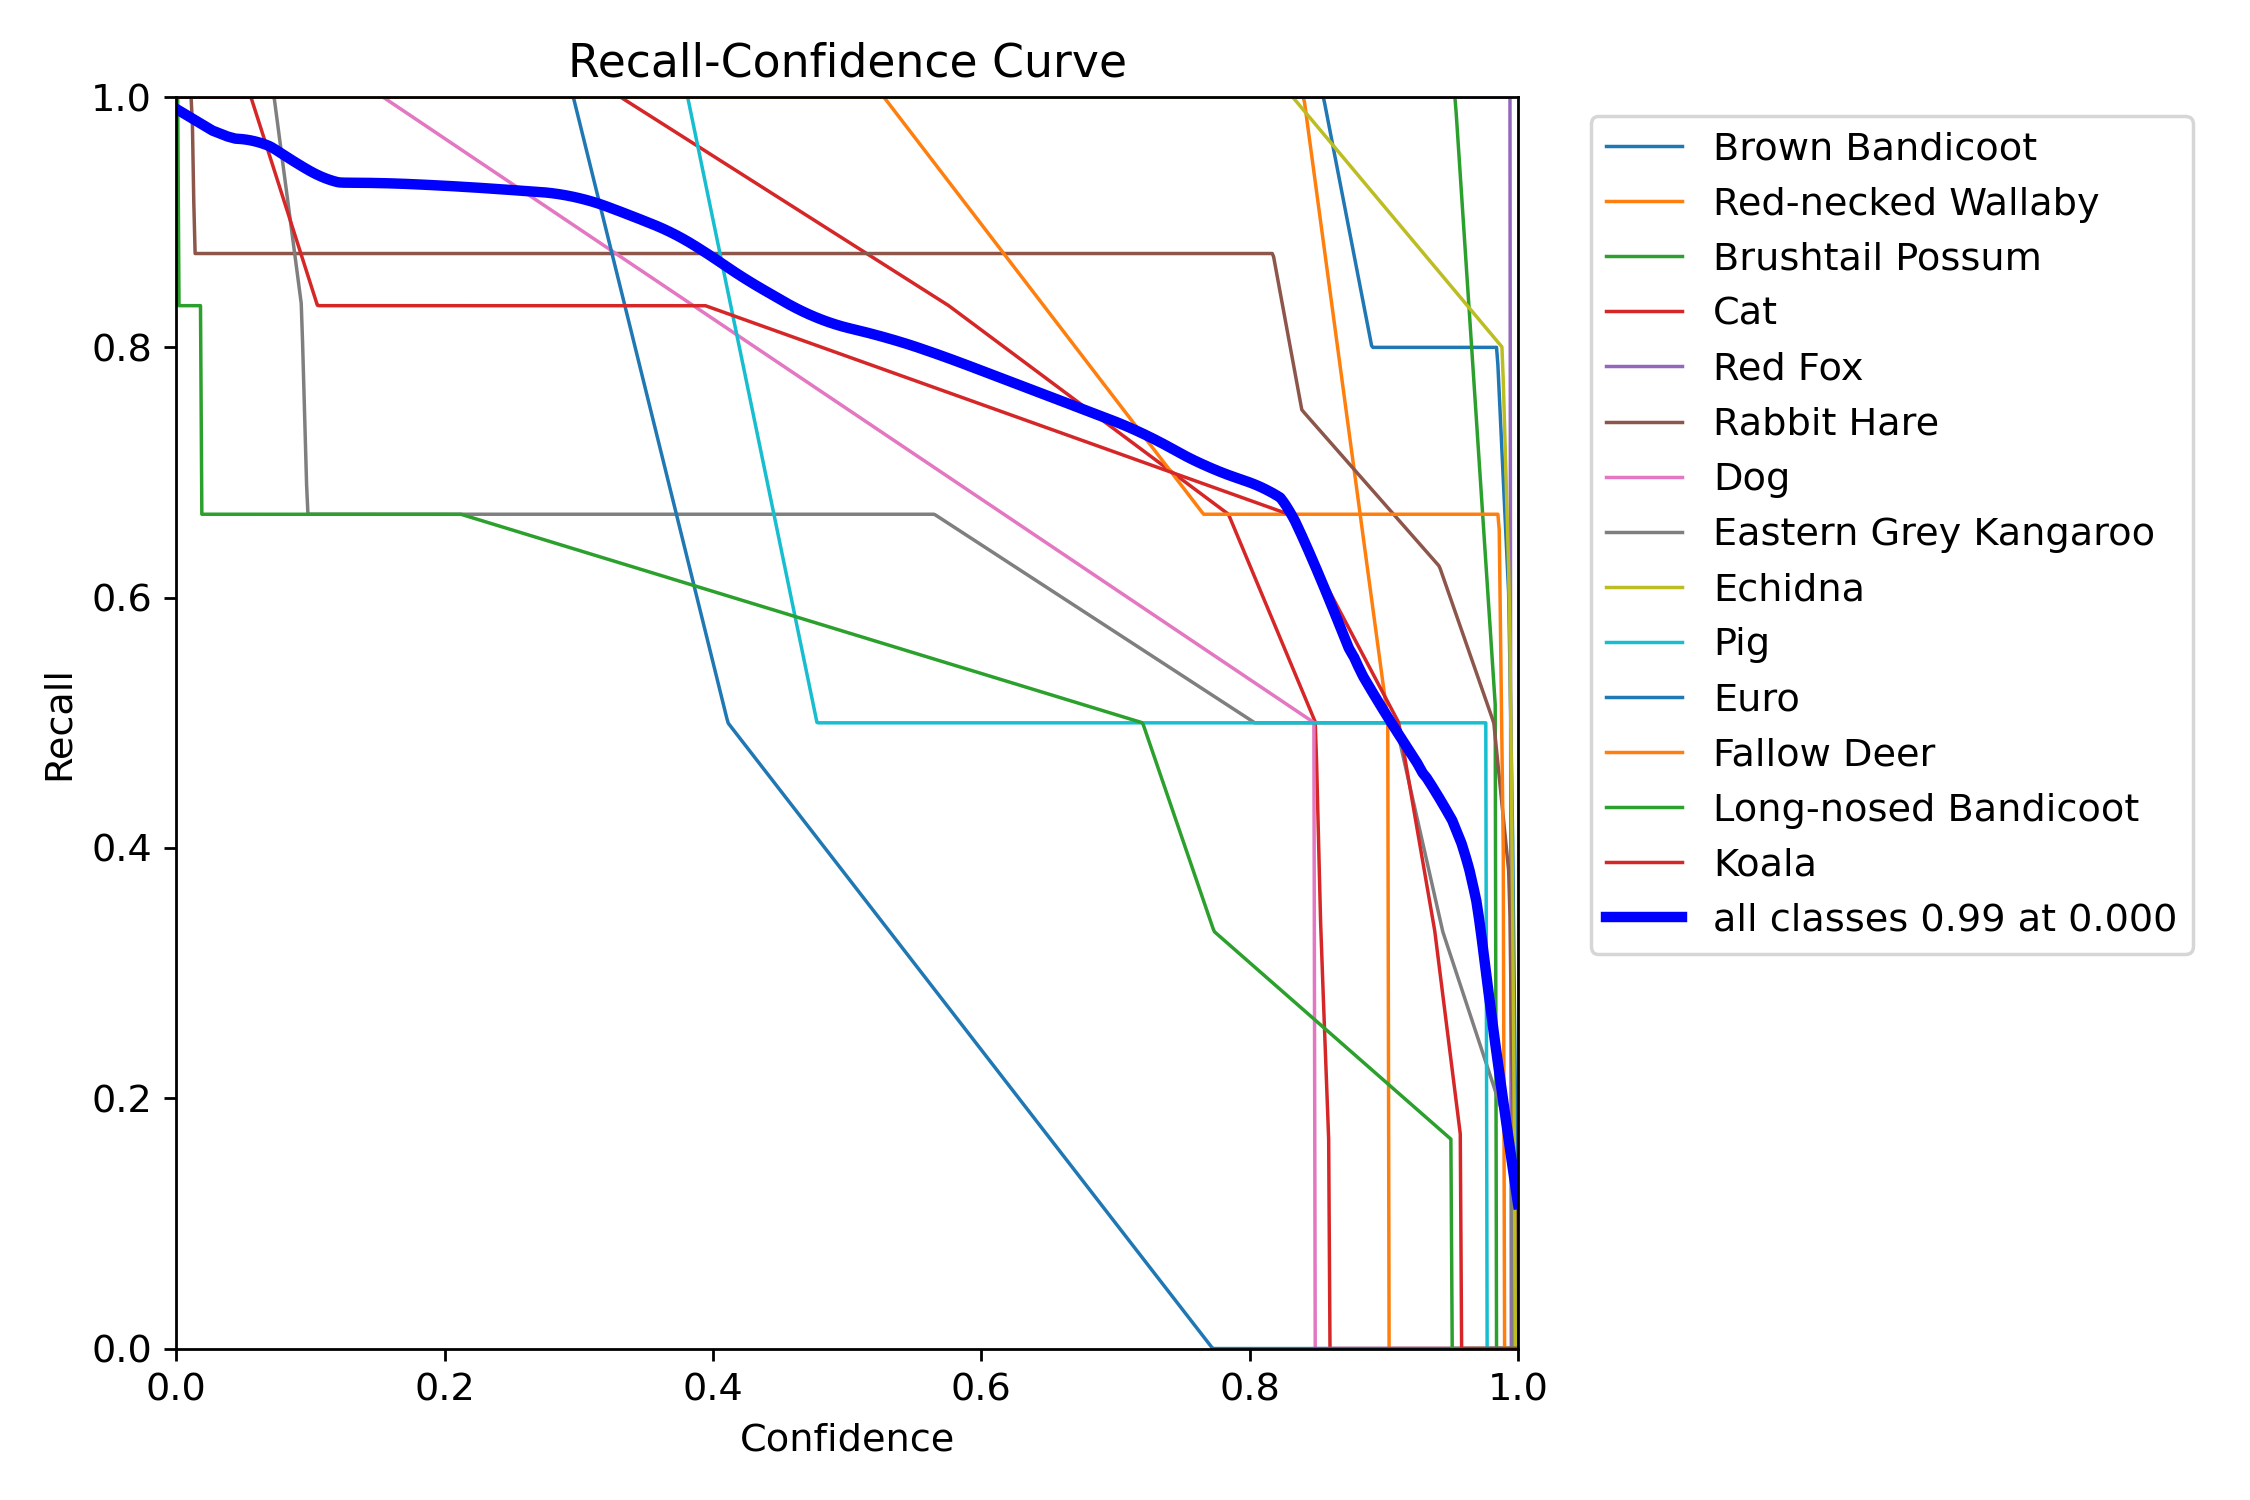 Recall-Confidence Curve
1.0
0.8
0.6
0.4
0.2
0.0
Recall
0.0 0.2 0.4 0.6 0.8 1.0
Confidence
Brown Bandicoot
Red-necked Wallaby
Brushtail Possum
Cat
Red Fox
Rabbit Hare
Dog
Eastern Grey Kangaroo
Echidna
Pig
Euro
Fallow Deer
Long-nosed Bandicoot
Koala
all classes 0.99 at 0.000